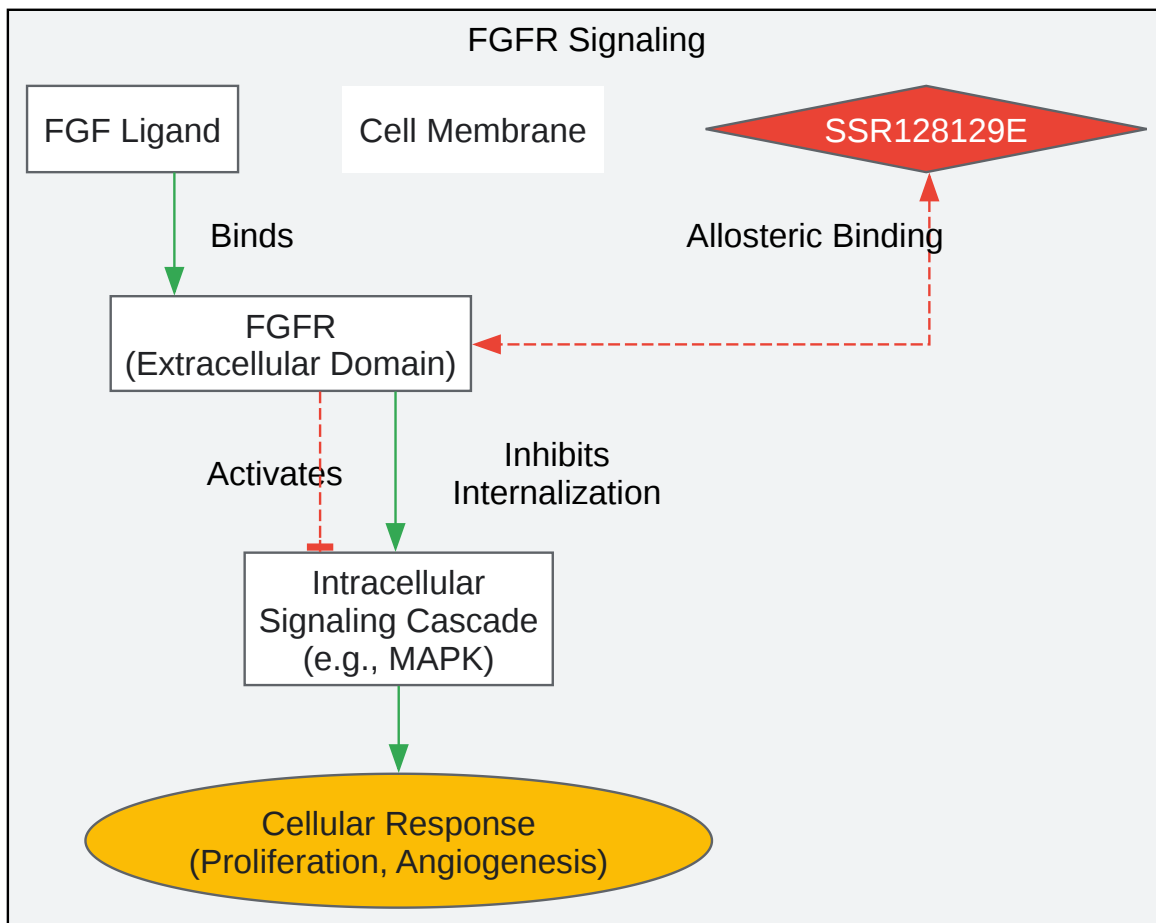 FGFR Signaling
FGF Ligand
Cell Membrane
SSR128129E
Binds
Allosteric Binding
FGFR
(Extracellular Domain)
Activates
Inhibits
Internalization
Intracellular
Signaling Cascade
(e.g., MAPK)
Cellular Response
(Proliferation, Angiogenesis)